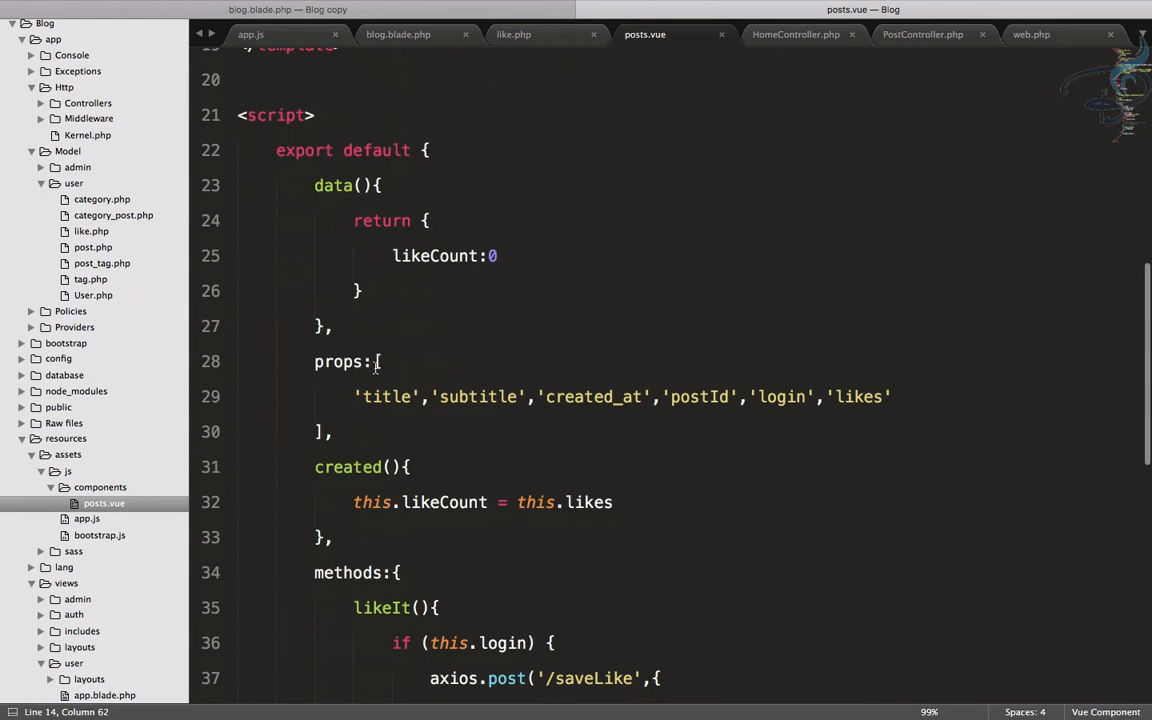 blog.blade.php — Blog copy
posts.vue — Blog
Blog
app
Console
Exceptions
Http
Controllers
Middleware
Kernel.php
Model
admin
user
category.php
category_post.php
like.php
post.php
post_tag.php
tag.php
User.php
Policies
Providers
bootstrap
config
database
node_modules
public
Raw files
resources
assets
js
components
posts.vue
app.js
bootstrap.js
sass
lang
views
admin
auth
includes
layouts
user
layouts
app.blade.php
app.js × blog.blade.php × like.php × posts.vue × HomeController.php × PostController.php × web.php ×
19 </template>
20
21 <script>
22 export default {
23 data(){
24 return {
25 likeCount:0
26 }
27 },
28 props:[
29 'title','subtitle','created_at','postId','login','likes'
30 ],
31 created(){
32 this.likeCount = this.likes
33 },
34 methods:{
35 likeIt(){
36 if (this.login) {
37 axios.post('/saveLike',{
Line 14, Column 62 99% Spaces: 4 Vue Component